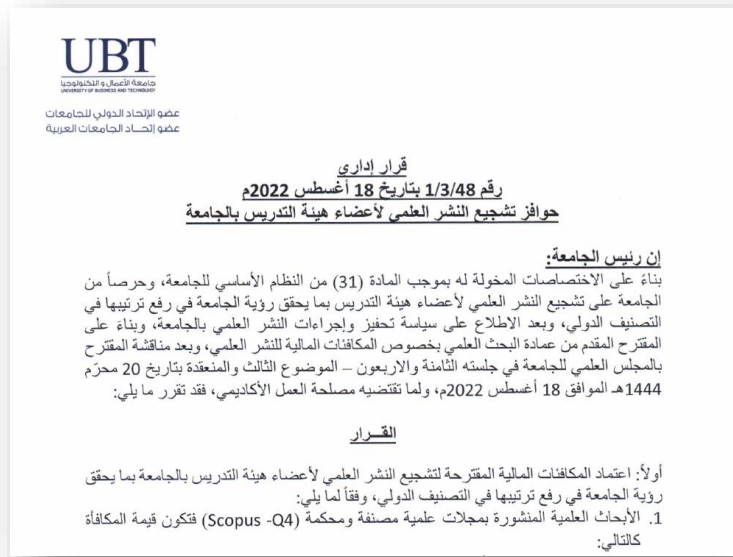 UBT
جامعة الأعمال و التكنولوجيا
UNIVERSITY OF BUSINESS AND TECHNOLOGY
عضو الإتحاد الدولي للجامعات
عضو إتحـــاد الجامعات العربية
قرار إداري
رقم 1/3/48 بتاريخ 18 أغسطس 2022م
حوافز تشجيع النشر العلمي لأعضاء هيئة التدريس بالجامعة
إن رئيس الجامعة:
بناءً على الاختصاصات المخولة له بموجب المادة (31) من النظام الأساسي للجامعة، وحرصاً من
الجامعة على تشجيع النشر العلمي لأعضاء هيئة التدريس بما يحقق رؤية الجامعة في رفع ترتيبها في
التصنيف الدولي، وبعد الاطلاع على سياسة تحفيز وإجراءات النشر العلمي بالجامعة، وبناءً على
المقترح المقدم من عمادة البحث العلمي بخصوص المكافئات المالية للنشر العلمي، وبعد مناقشة المقترح
بالمجلس العلمي للجامعة في جلسته الثامنة والاربعون – الموضوع الثالث والمنعقدة بتاريخ 20 محرّم
1444هـ الموافق 18 أغسطس 2022م، ولما تقتضيه مصلحة العمل الأكاديمي، فقد تقرر ما يلي:
القـــرار
أولاً: اعتماد المكافئات المالية المقترحة لتشجيع النشر العلمي لأعضاء هيئة التدريس بالجامعة بما يحقق
رؤية الجامعة في رفع ترتيبها في التصنيف الدولي، وفقاً لما يلي:
1. الأبحاث العلمية المنشورة بمجلات علمية مصنفة ومحكمة (Scopus -Q4) فتكون قيمة المكافأة
كالتالي: